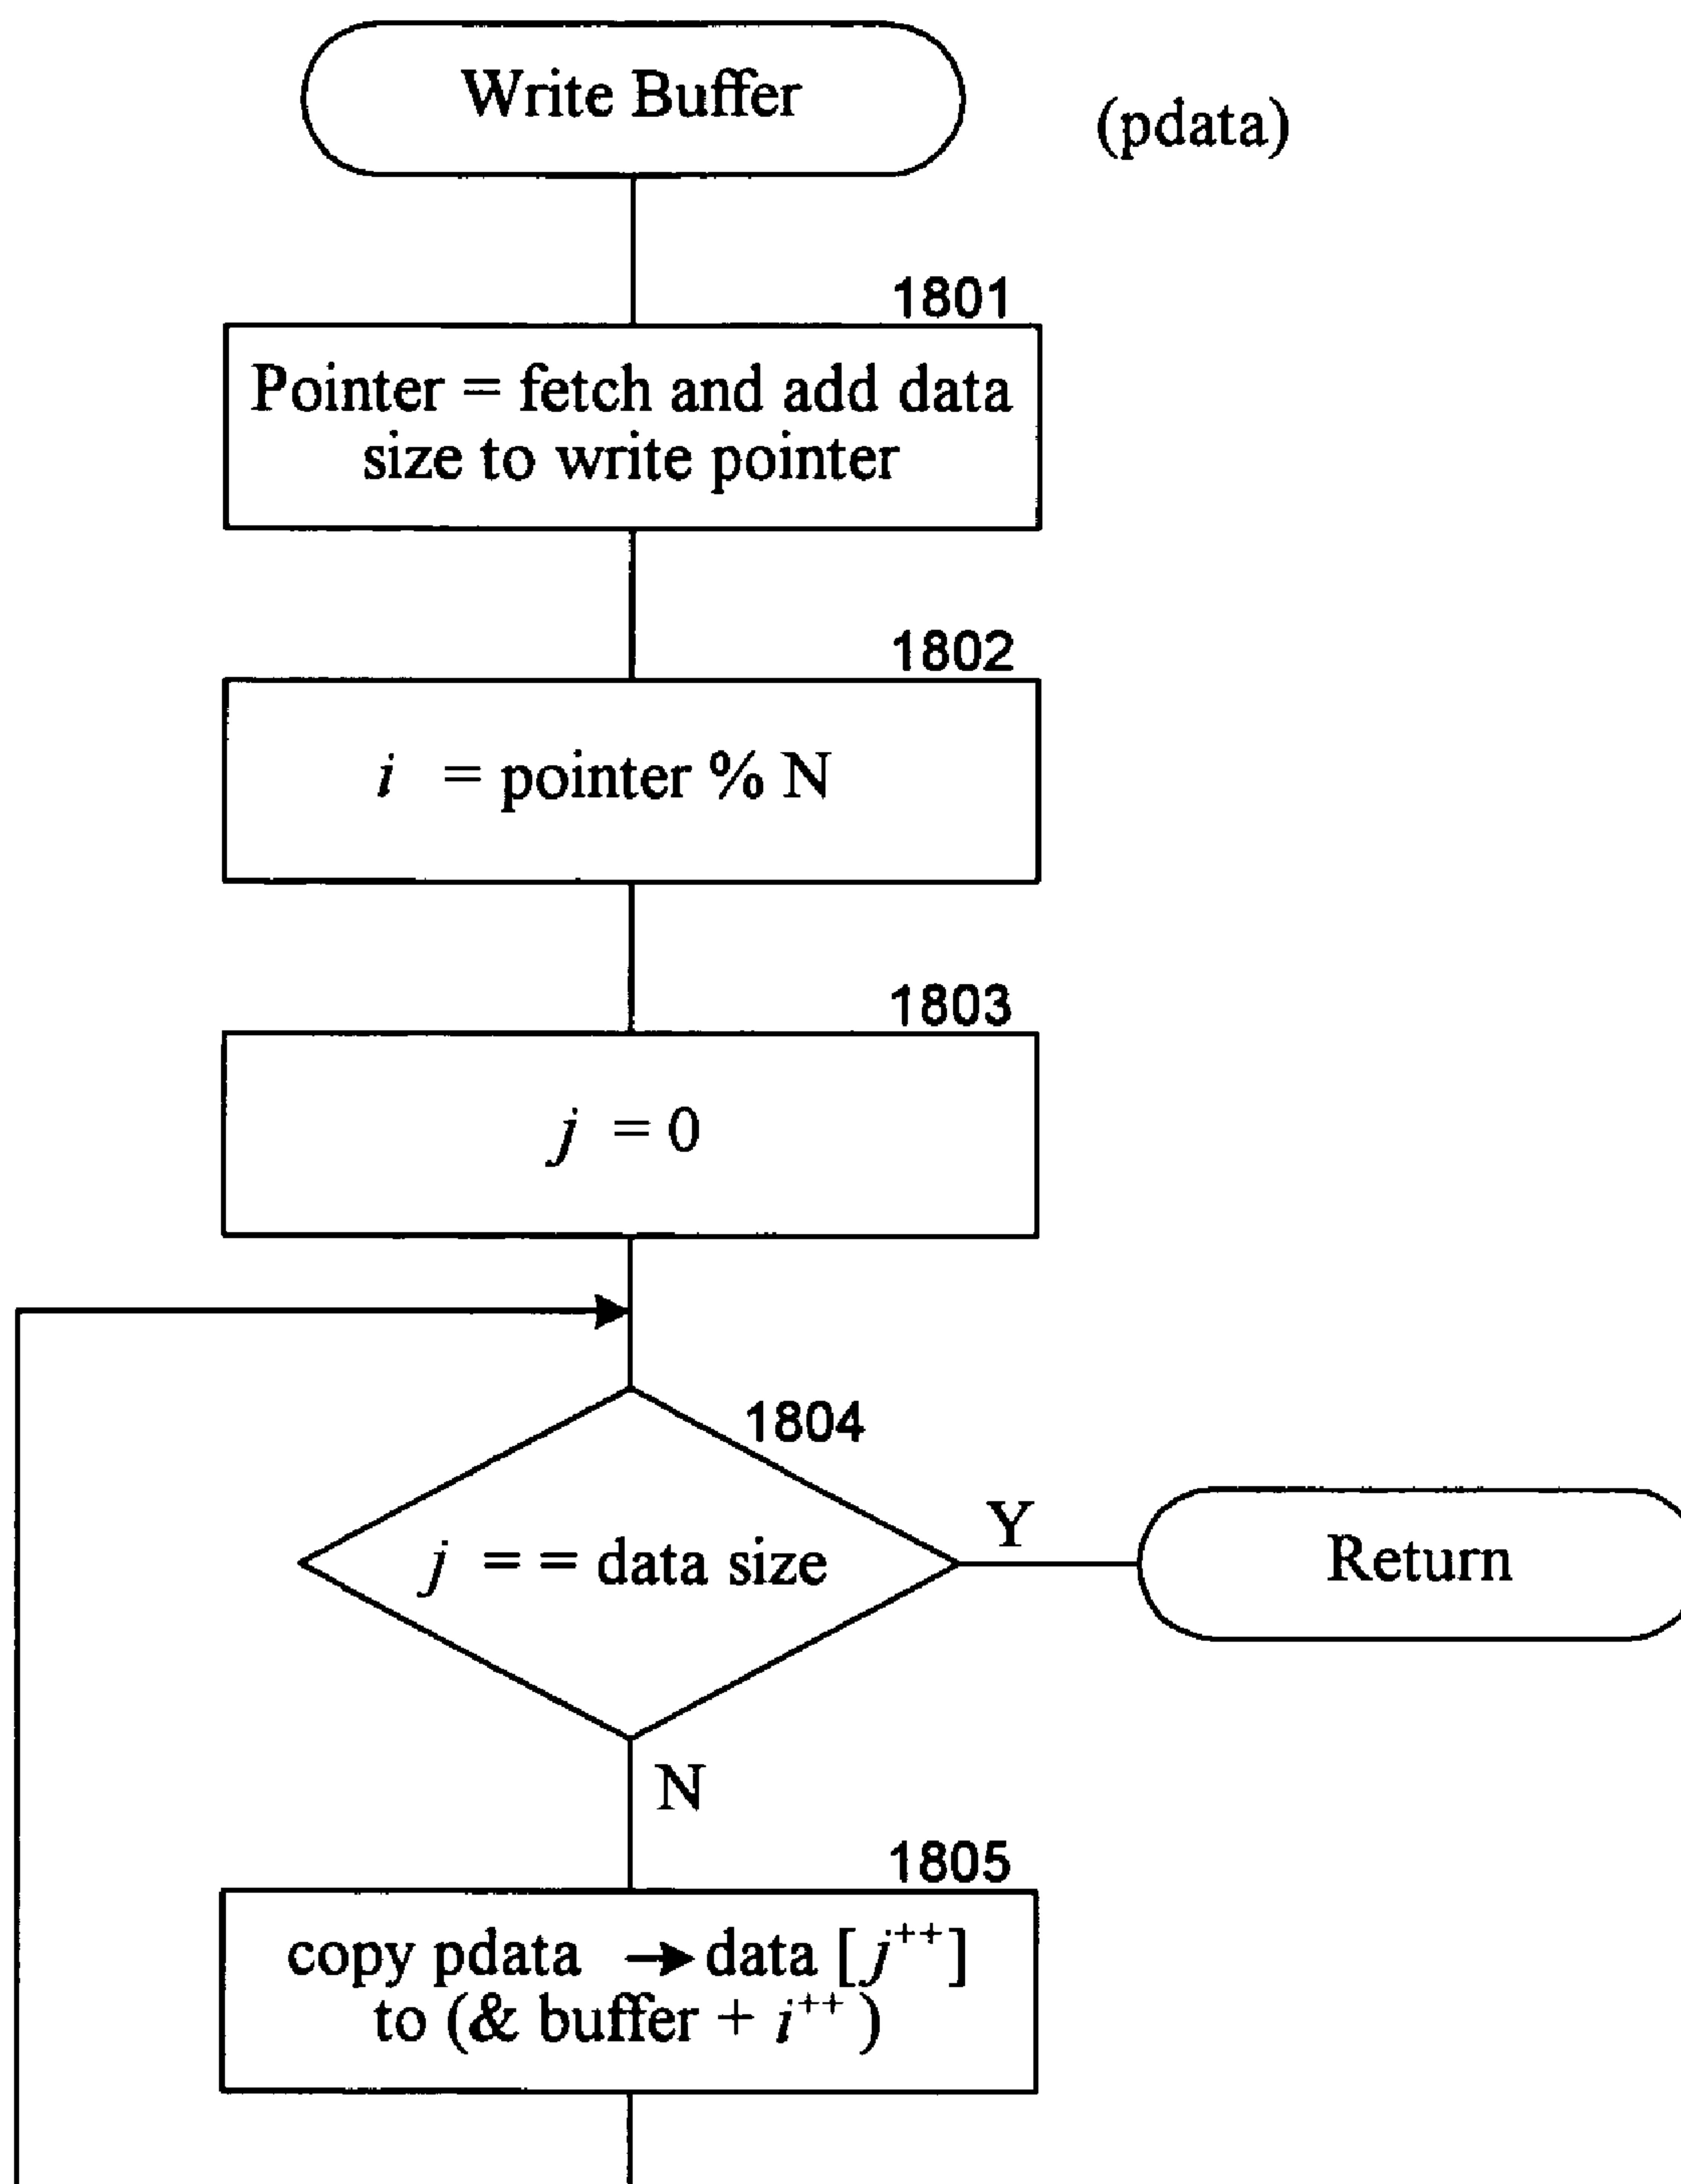 Write Buffer
(pdata)
1801
Pointer = fetch and add data
size to write pointer
1802
i = pointer % N
1803
j = 0
1804
j = = data size
Y
Return
N
1805
copy pdata → data [j++]
to (& buffer + i++)